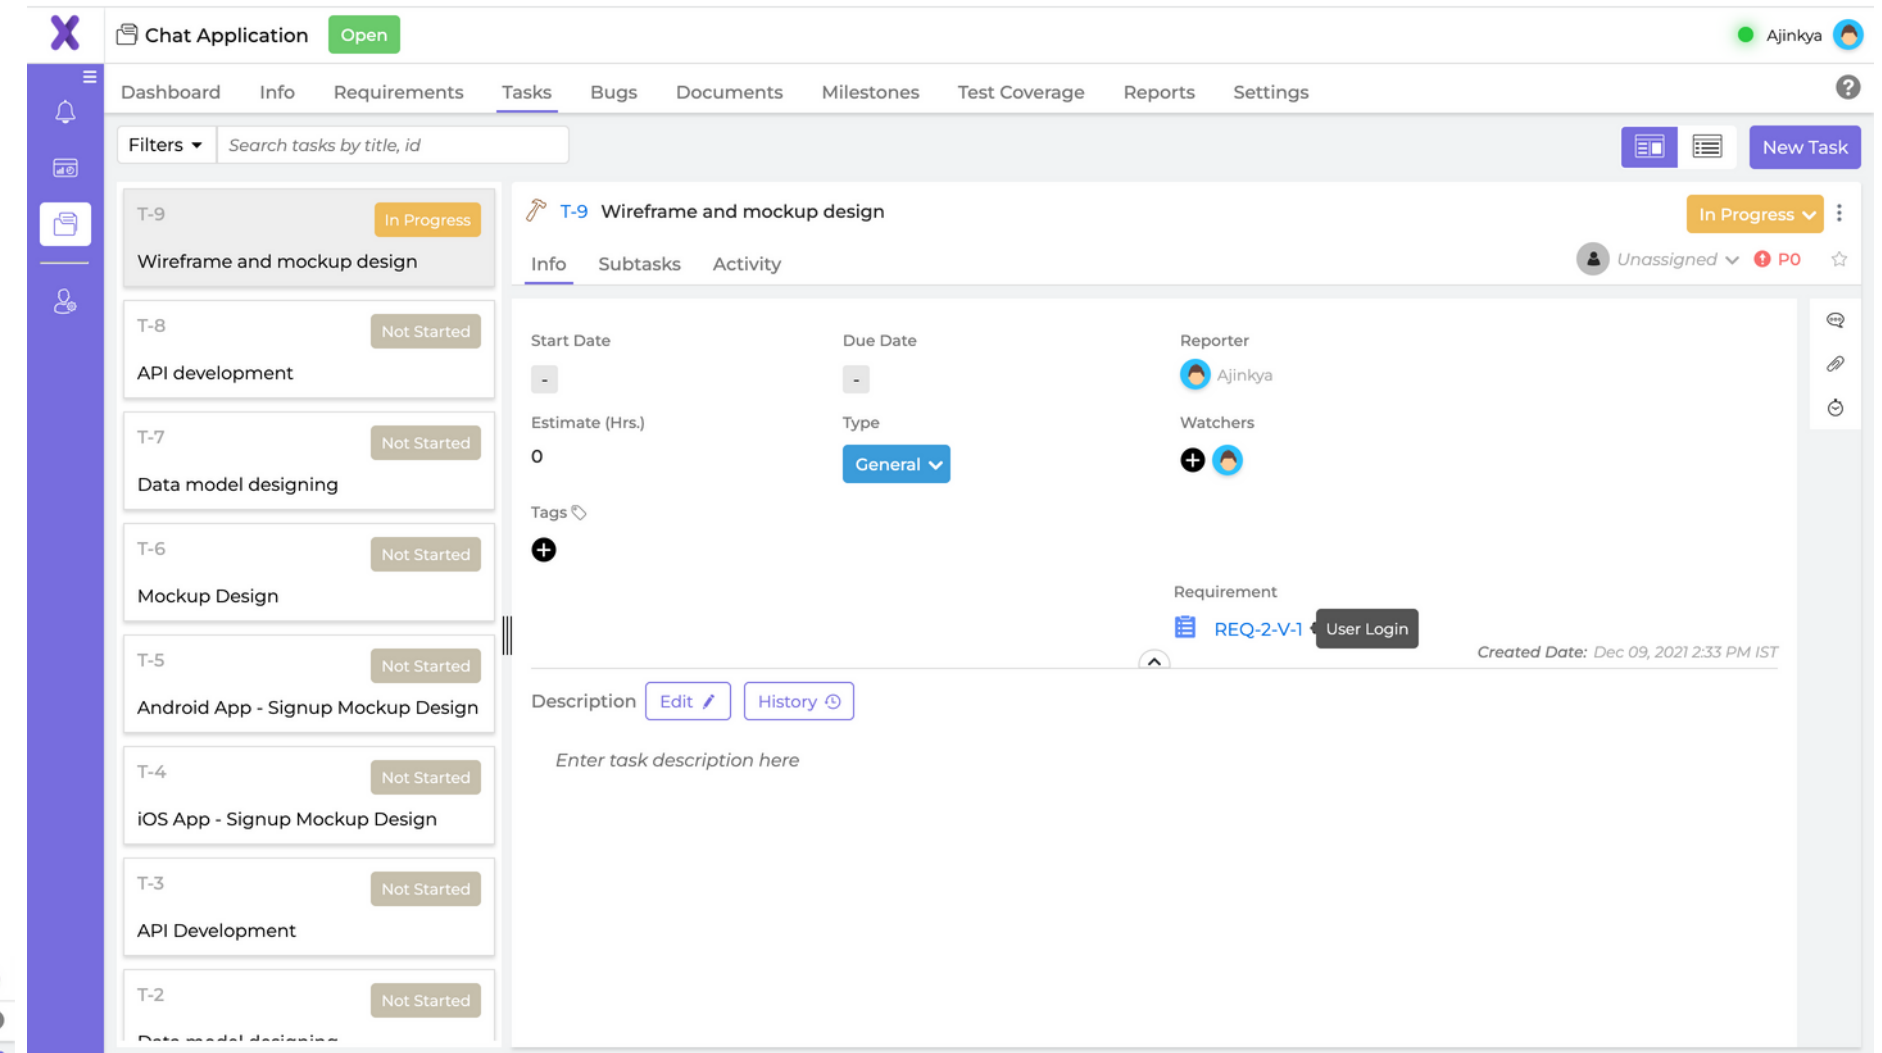 Chat Application
Open
Ajinkya
Dashboard Info Requirements Tasks Bugs Documents Milestones Test Coverage Reports Settings
Filters Search tasks by title, id
New Task
T-9
In Progress
Wireframe and mockup design
T-8
Not Started
API development
T-7
Not Started
Data model designing
T-6
Not Started
Mockup Design
T-5
Not Started
Android App - Signup Mockup Design
T-4
Not Started
iOS App - Signup Mockup Design
T-3
Not Started
API Development
T-2
Not Started
Data model designing
T-9 Wireframe and mockup design
In Progress
Info Subtasks Activity
Unassigned
P0
Start Date
-
Due Date
-
Reporter
Ajinkya
Estimate (Hrs.)
0
Type
General
Watchers
Tags
Requirement
REQ-2-V-1
User Login
Created Date: Dec 09, 2021 2:33 PM IST
Description
Edit
History
Enter task description here